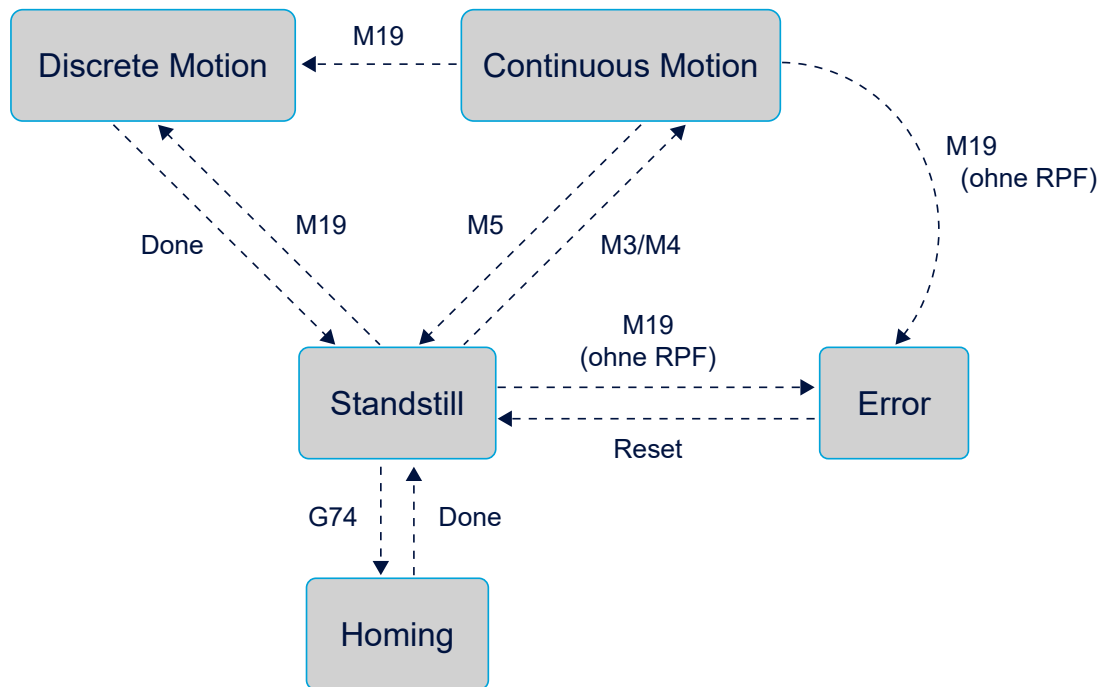 M19
Discrete Motion
Continuous Motion
M19
(ohne RPF)
M19
M5
Done
M3/M4
M19
(ohne RPF)
Standstill
Error
Reset
G74
Done
Homing